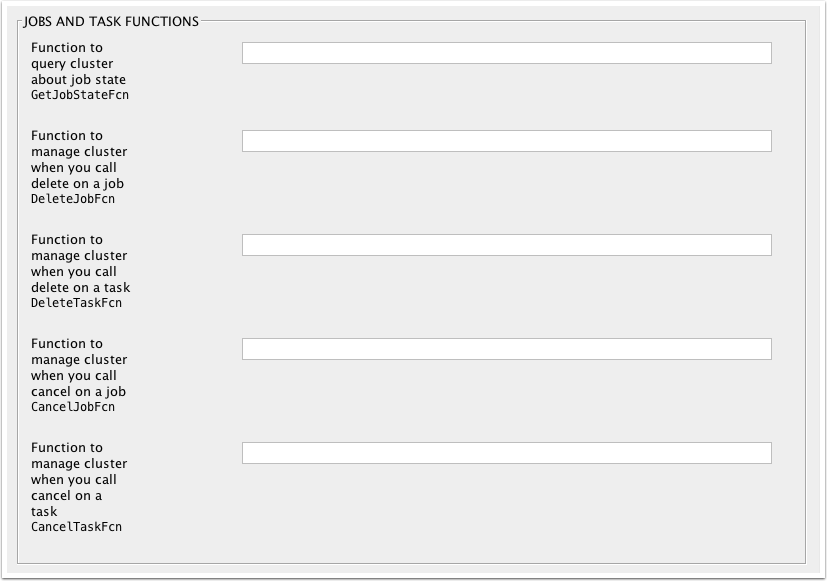 JOBS AND TASK FUNCTIONS
Function to
query cluster
about job state
GetJobStateFcn
Function to
manage cluster
when you call
delete on a job
DeleteJobFcn
Function to
manage cluster
when you call
delete on a task
DeleteTaskFcn
Function to
manage cluster
when you call
cancel on a job
CancelJobFcn
Function to
manage cluster
when you call
cancel on a
task
CancelTaskFcn